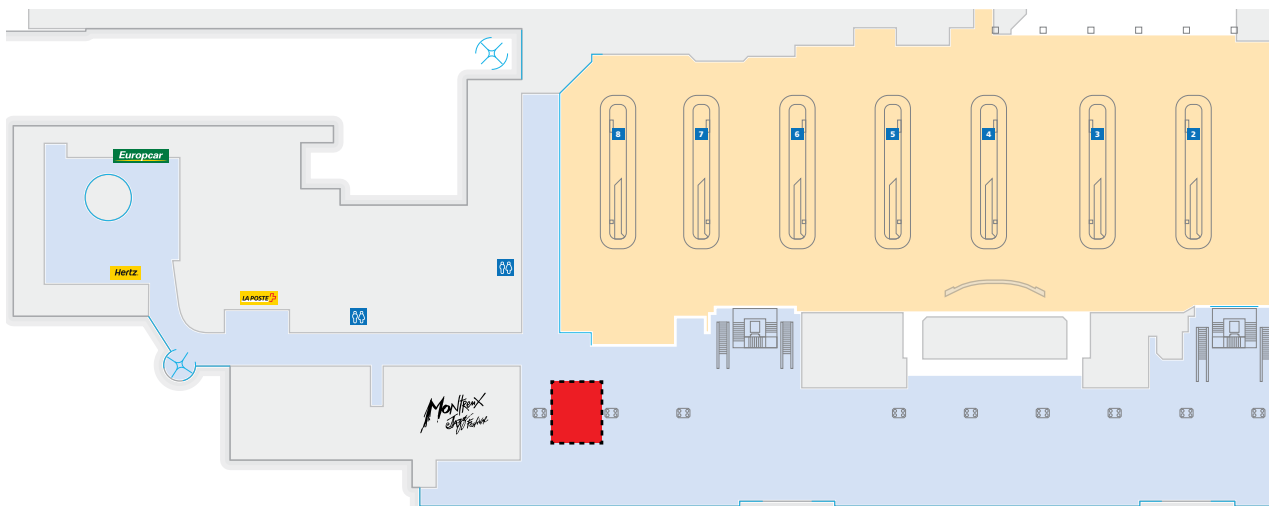 8 7 6 5 4 3 2
Europcar
Hertz
LA POSTE
MONTREUX
Jazz Festival